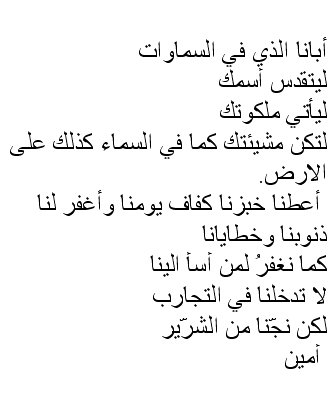 أبانا الذي في السماوات
ليتقدس أسمك
ليأتي ملكوتك
لتكن مشيئتك كما في السماء كذلك على
الارض.
أعطنا خبزنا كفاف يومنا وأغفر لنا
ذنوبنا وخطايانا
كما نغفرُ لمن أسأ الينا
لا تدخلنا في التجارب
لكن نجّنا من الشرّير
أمين